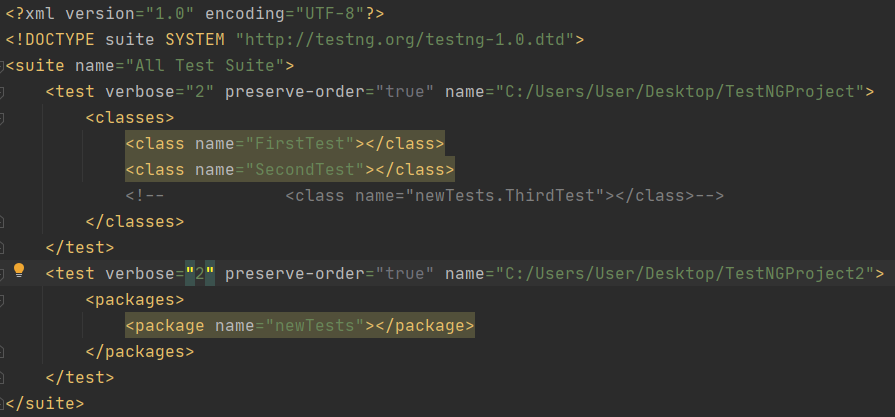 <?xml version="1.0" encoding="UTF-8"?>
<!DOCTYPE suite SYSTEM "http://testng.org/testng-1.0.dtd">
<suite name="All Test Suite">
    <test verbose="2" preserve-order="true" name="C:/Users/User/Desktop/TestNGProject">
        <classes>
            <class name="FirstTest"></class>
            <class name="SecondTest"></class>
            <!--            <class name="newTests.ThirdTest"></class>-->
        </classes>
    </test>
    <test verbose="2" preserve-order="true" name="C:/Users/User/Desktop/TestNGProject2">
        <packages>
            <package name="newTests"></package>
        </packages>
    </test>
</suite>